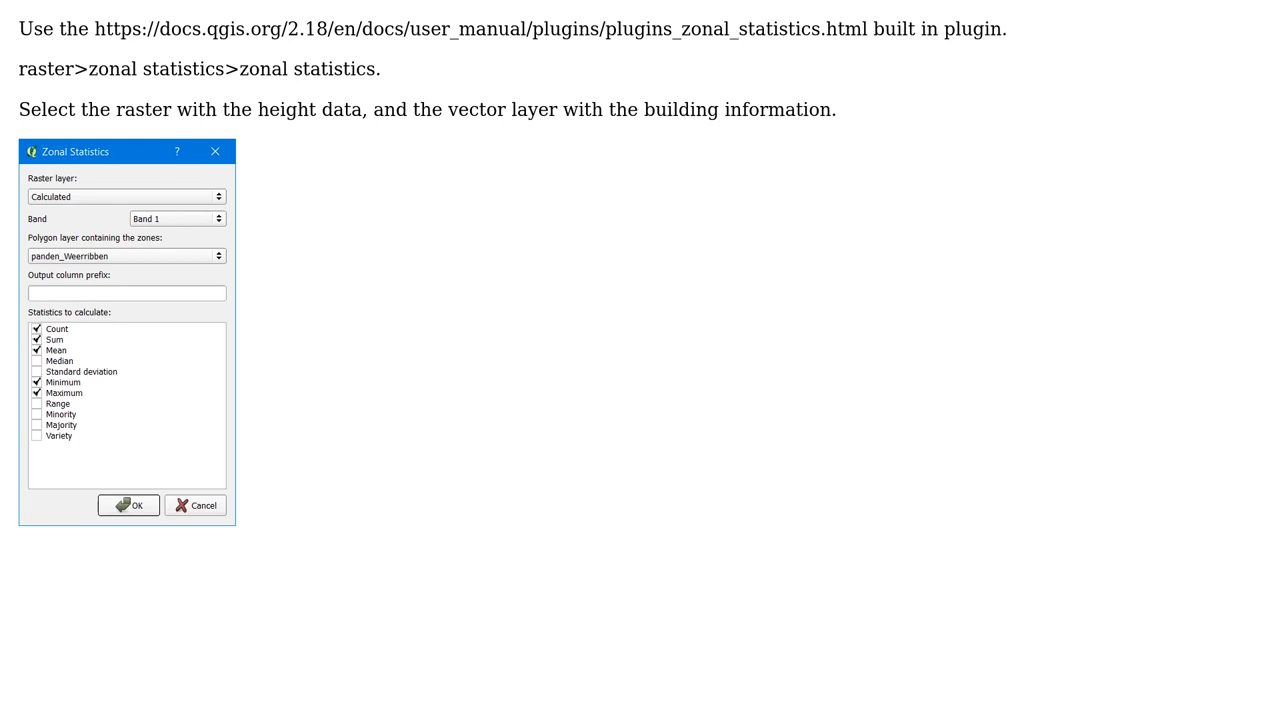 Use the https://docs.qgis.org/2.18/en/docs/user_manual/plugins/plugins_zonal_statistics.html built in plugin.
raster>zonal statistics>zonal statistics.
Select the raster with the height data, and the vector layer with the building information.
Zonal Statistics ?
Raster layer:
Calculated
Band Band 1
Polygon layer containing the zones:
panden_Weerribben
Output column prefix:
Statistics to calculate:
Count
Sum
Mean
Median
Standard deviation
Minimum
Maximum
Range
Minority
Majority
Variety
OK Cancel